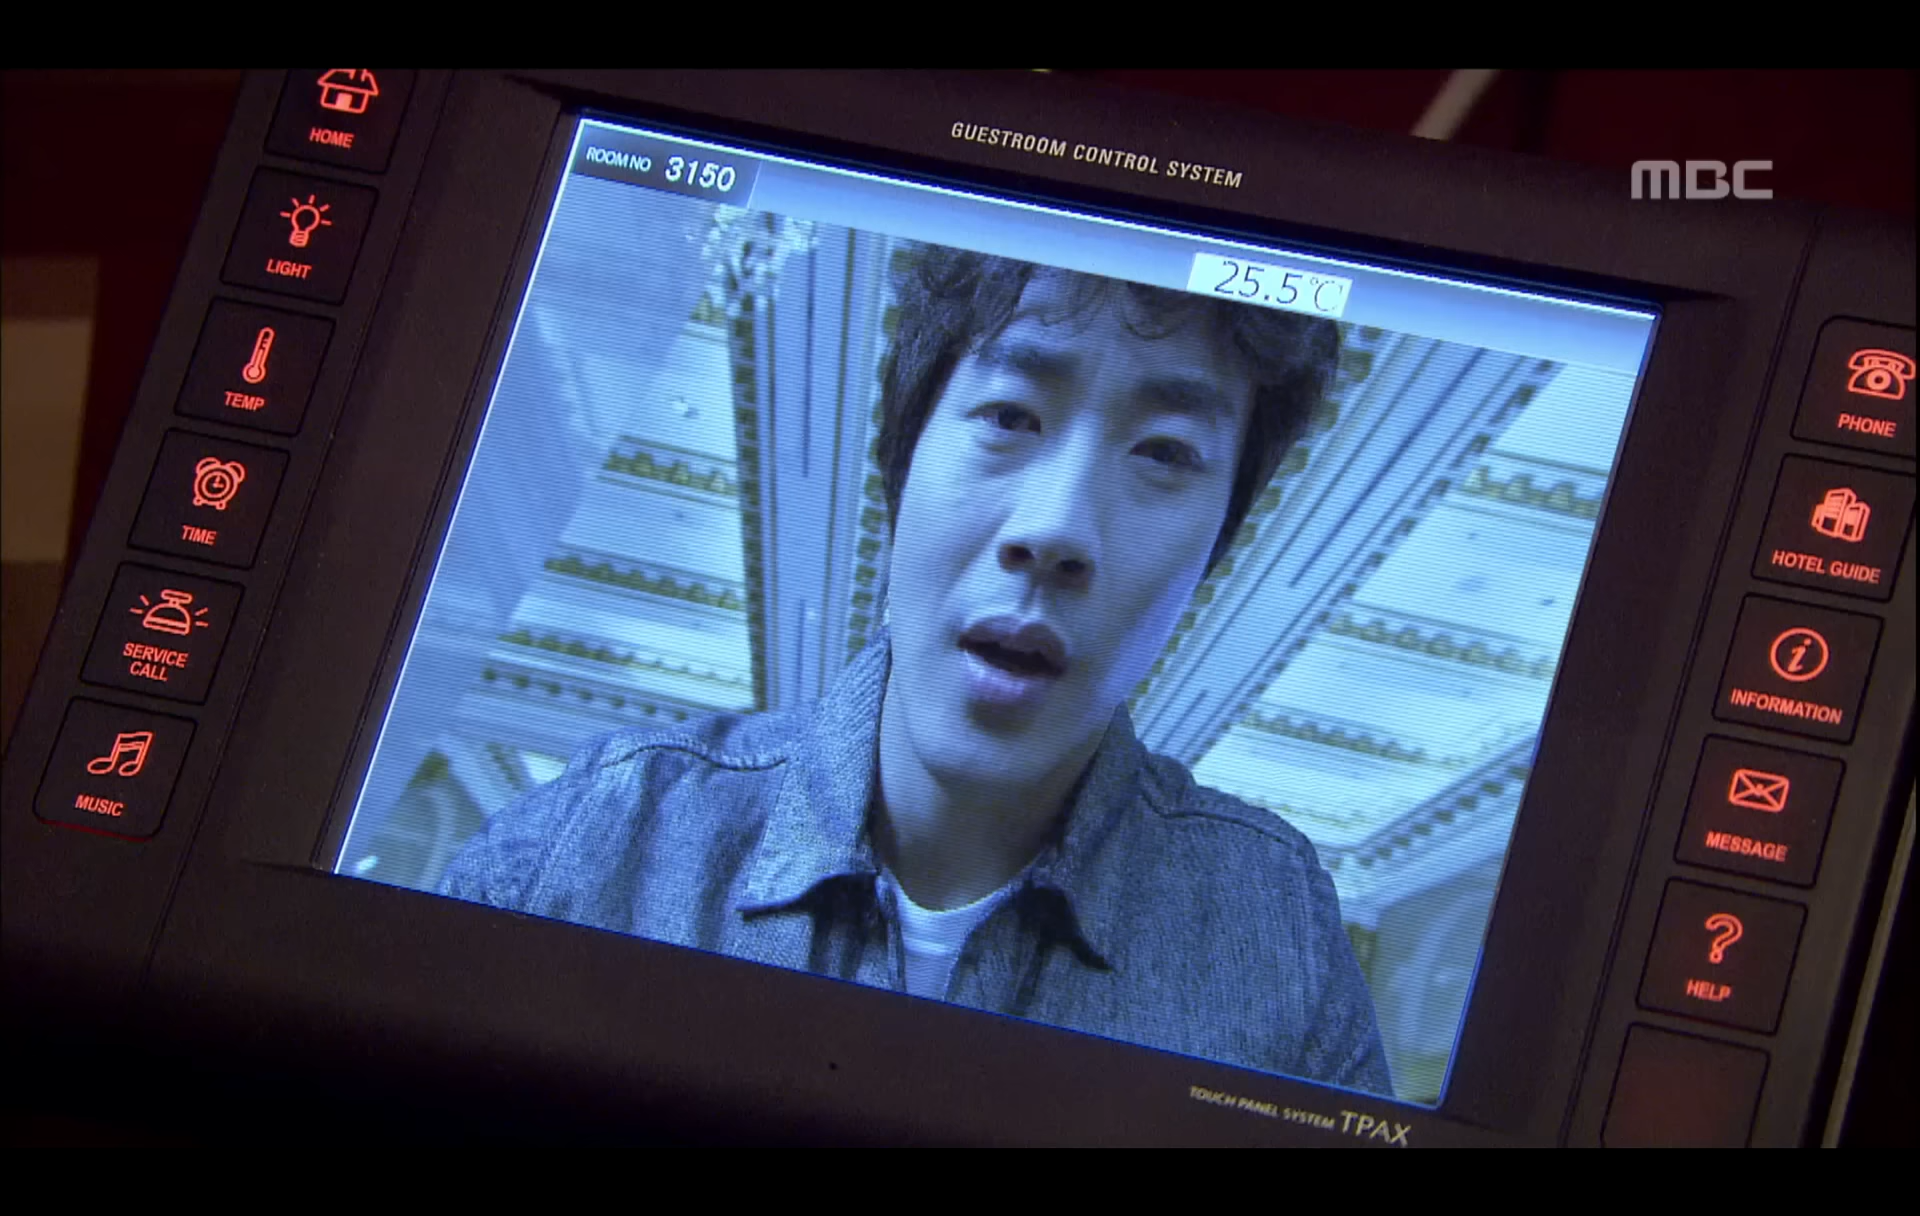 HOME
LIGHT
TEMP
TIME
SERVICE
CALL
MUSIC
GUESTROOM CONTROL SYSTEM
ROOM NO 3150
25.5°C
MBC
PHONE
HOTEL GUIDE
INFORMATION
MESSAGE
HELP
TOUCH PANEL SYSTEM TPAX